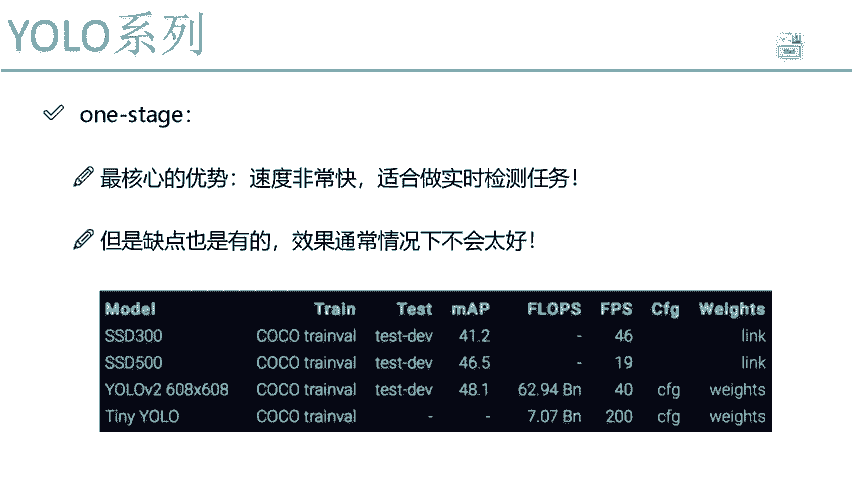 YOLO系列
one-stage：
最核心的优势：速度非常快，适合做实时检测任务！
但是缺点也是有的，效果通常情况下不会太好！
Model Train Test mAP FLOPS FPS Cfg Weights
SSD300 COCO trainval test-dev 41.2 - 46 link
SSD500 COCO trainval test-dev 46.5 - 19 link
YOLOv2 608x608 COCO trainval test-dev 48.1 62.94 Bn 40 cfg weights
Tiny YOLO COCO trainval - - 7.07 Bn 200 cfg weights